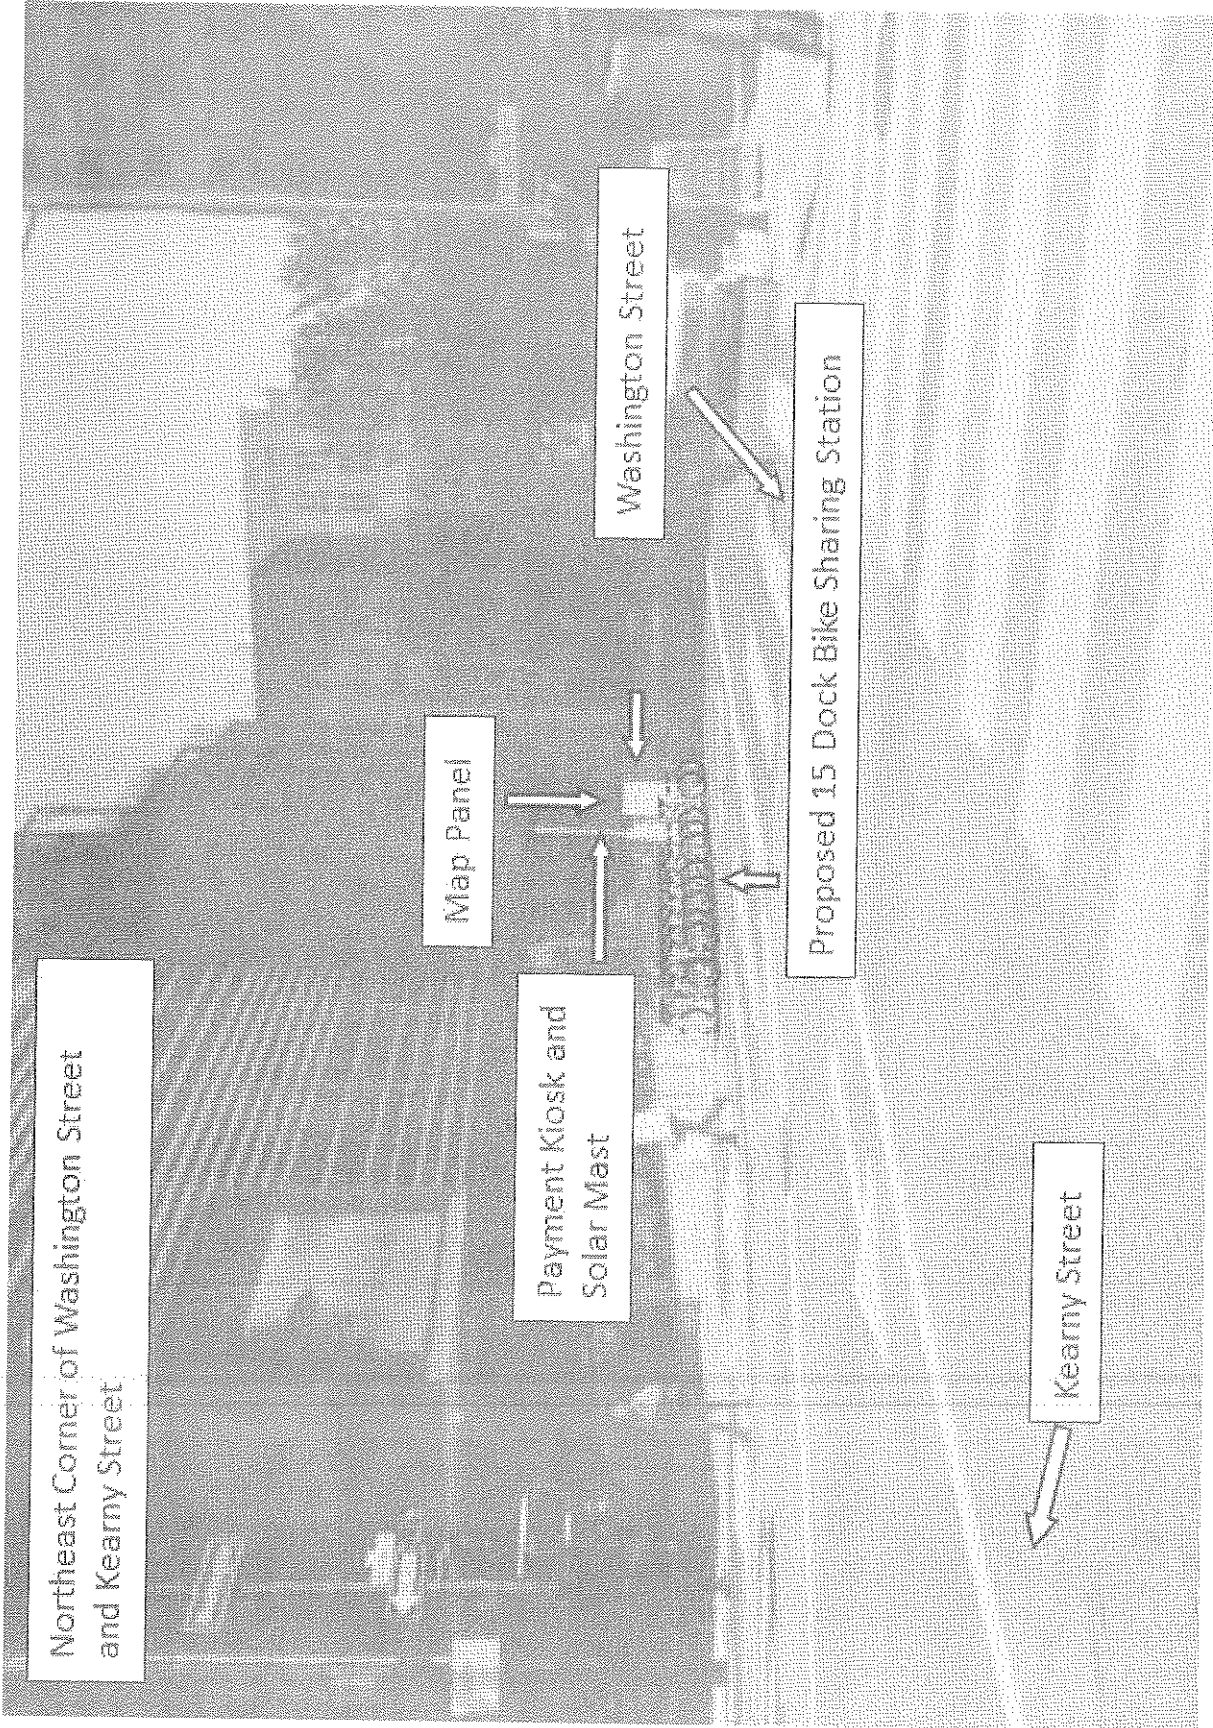 Northeast Corner of Washington Street
and Kearny Street
Map Panel
Payment Kiosk and
Solar Mast
Washington Street
Proposed 15 Dock Bike Sharing Station
Kearny Street